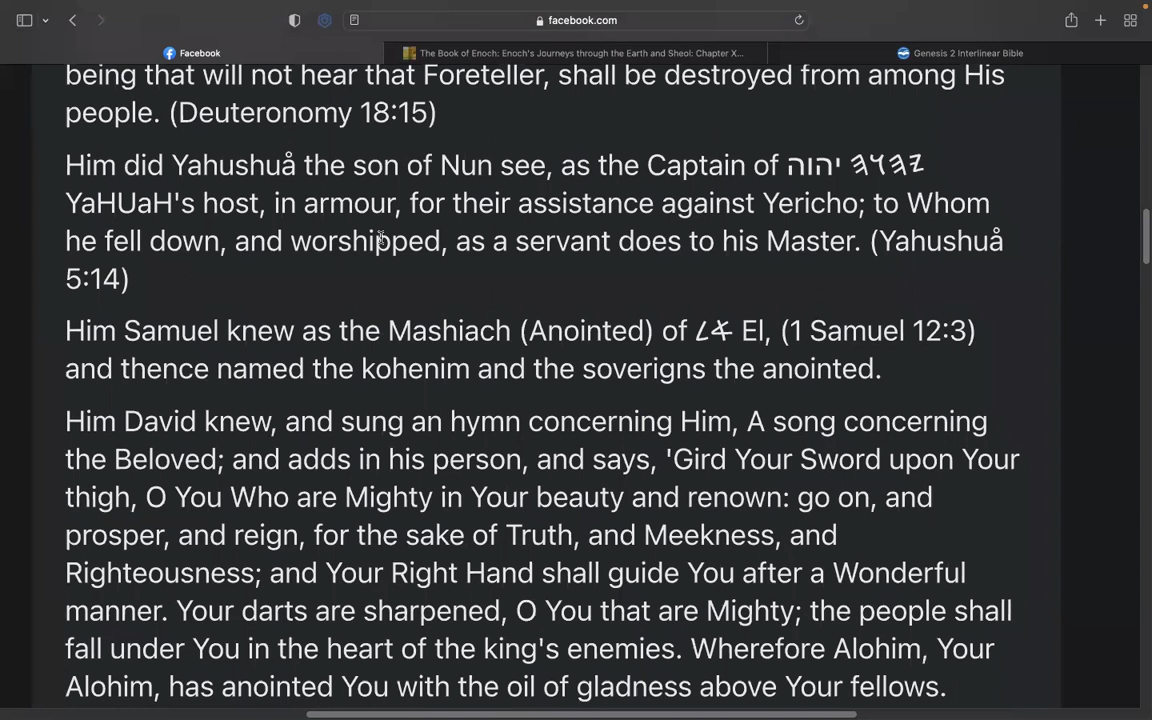 facebook.com
Facebook
The Book of Enoch: Enoch's Journeys through the Earth and Sheol: Chapter X...
Genesis 2 Interlinear Bible
being that will not hear that Foreteller, shall be destroyed from among His
people. (Deuteronomy 18:15)
Him did Yahushuå the son of Nun see, as the Captain of יהוה 𐤉𐤄𐤅𐤄
YaHUaH's host, in armour, for their assistance against Yericho; to Whom
he fell down, and worshipped, as a servant does to his Master. (Yahushuå
5:14)
Him Samuel knew as the Mashiach (Anointed) of 𐤀𐤋 El, (1 Samuel 12:3)
and thence named the kohenim and the soverigns the anointed.
Him David knew, and sung an hymn concerning Him, A song concerning
the Beloved; and adds in his person, and says, 'Gird Your Sword upon Your
thigh, O You Who are Mighty in Your beauty and renown: go on, and
prosper, and reign, for the sake of Truth, and Meekness, and
Righteousness; and Your Right Hand shall guide You after a Wonderful
manner. Your darts are sharpened, O You that are Mighty; the people shall
fall under You in the heart of the king's enemies. Wherefore Alohim, Your
Alohim, has anointed You with the oil of gladness above Your fellows.